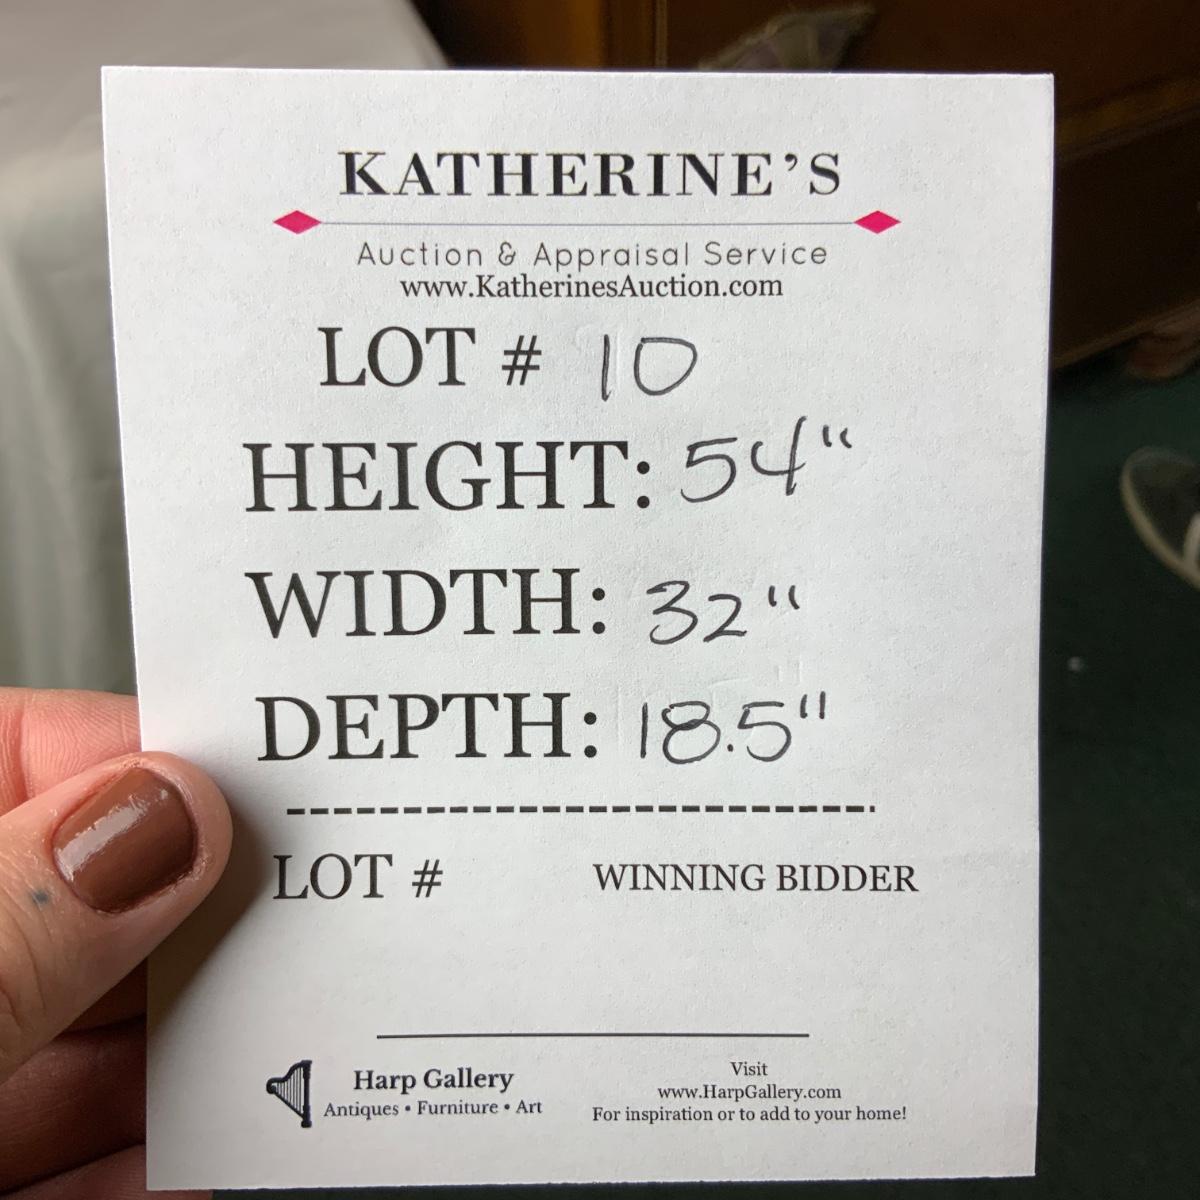 KATHERINE'S
Auction & Appraisal Service
www.KatherinesAuction.com
LOT # 10
HEIGHT: 54"
WIDTH: 32"
DEPTH: 18.5"
LOT # WINNING BIDDER
Harp Gallery
Antiques • Furniture • Art
Visit
www.HarpGallery.com
For inspiration or to add to your home!